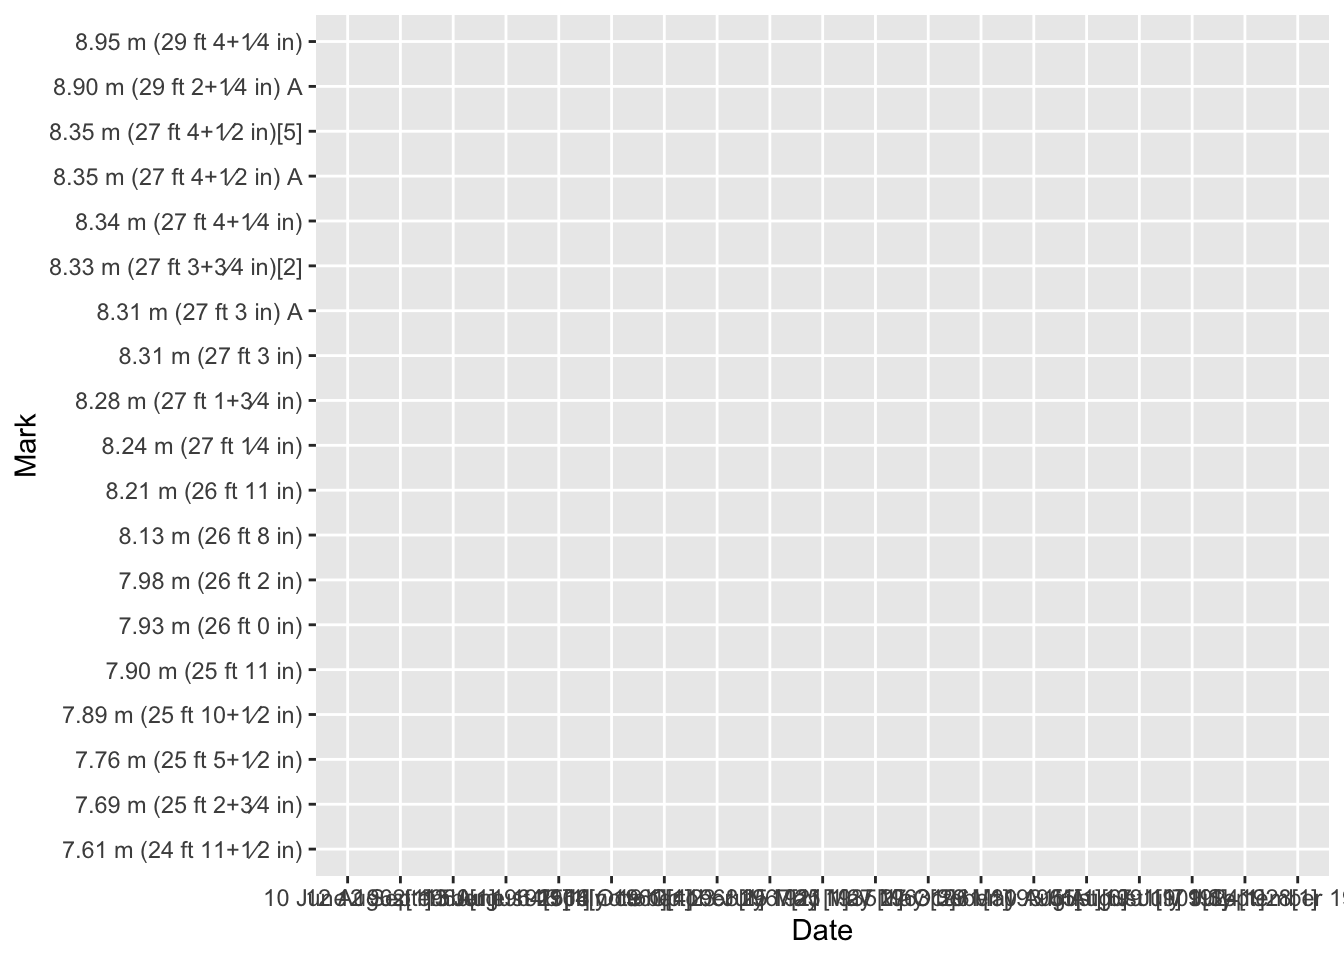 8.95 m (29 ft 4+1⁄4 in)
8.90 m (29 ft 2+1⁄4 in) A
8.35 m (27 ft 4+1⁄2 in)[5]
8.35 m (27 ft 4+1⁄2 in) A
8.34 m (27 ft 4+1⁄4 in)
8.33 m (27 ft 3+3⁄4 in)[2]
8.31 m (27 ft 3 in) A
8.31 m (27 ft 3 in)
8.28 m (27 ft 1+3⁄4 in)
8.24 m (27 ft 1⁄4 in)
8.21 m (26 ft 11 in)
8.13 m (26 ft 8 in)
7.98 m (26 ft 2 in)
7.93 m (26 ft 0 in)
7.90 m (25 ft 11 in)
7.89 m (25 ft 10+1⁄2 in)
7.76 m (25 ft 5+1⁄2 in)
7.69 m (25 ft 2+3⁄4 in)
7.61 m (24 ft 11+1⁄2 in)
Mark
10
Date